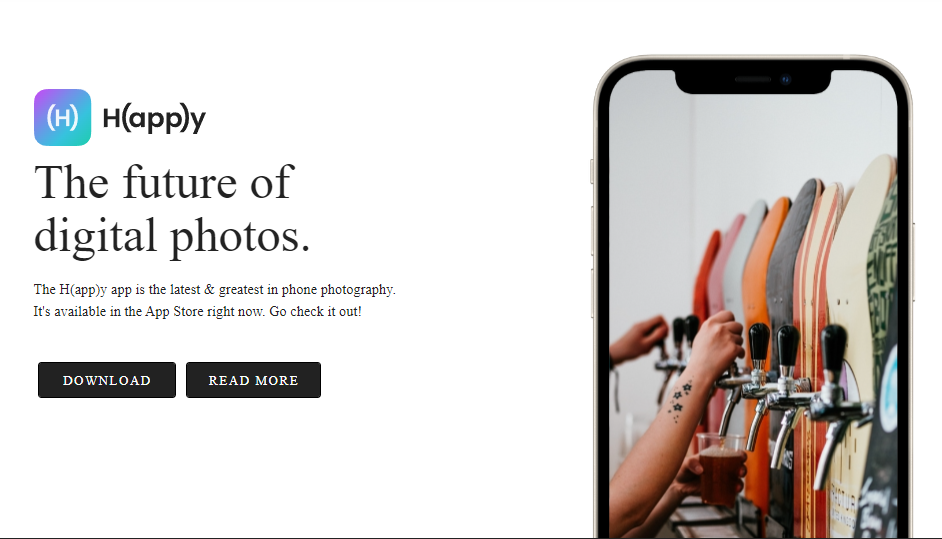 (H) H(app)y
The future of
digital photos.
The H(app)y app is the latest & greatest in phone photography.
It's available in the App Store right now. Go check it out!
DOWNLOAD READ MORE